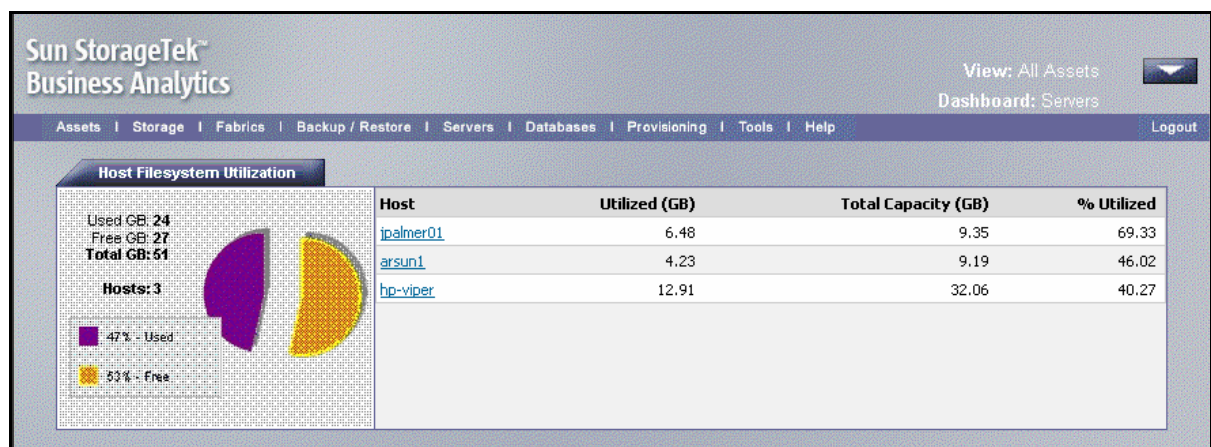 Sun StorageTek™
Business Analytics
View: All Assets
Dashboard: Servers
Assets | Storage | Fabrics | Backup / Restore | Servers | Databases | Provisioning | Tools | Help Logout
Host Filesystem Utilization
Used GB: 24
Free GB: 27
Total GB: 51
Hosts: 3
47% - Used
53% - Free
Host Utilized (GB) Total Capacity (GB) % Utilized
jpalmer01 6.48 9.35 69.33
arsun1 4.23 9.19 46.02
hp-viper 12.91 32.06 40.27